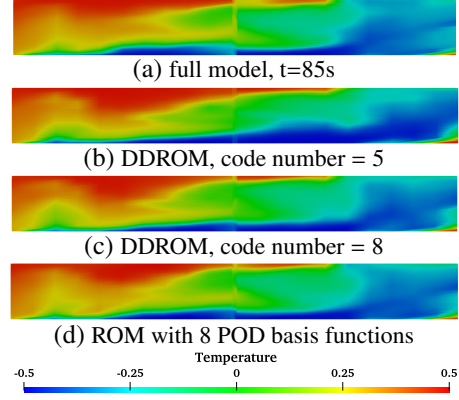 (a) full model, t=85s
(b) DDROM, code number = 5
(c) DDROM, code number = 8
(d) ROM with 8 POD basis functions
Temperature
-0.5 -0.25 0 0.25 0.5